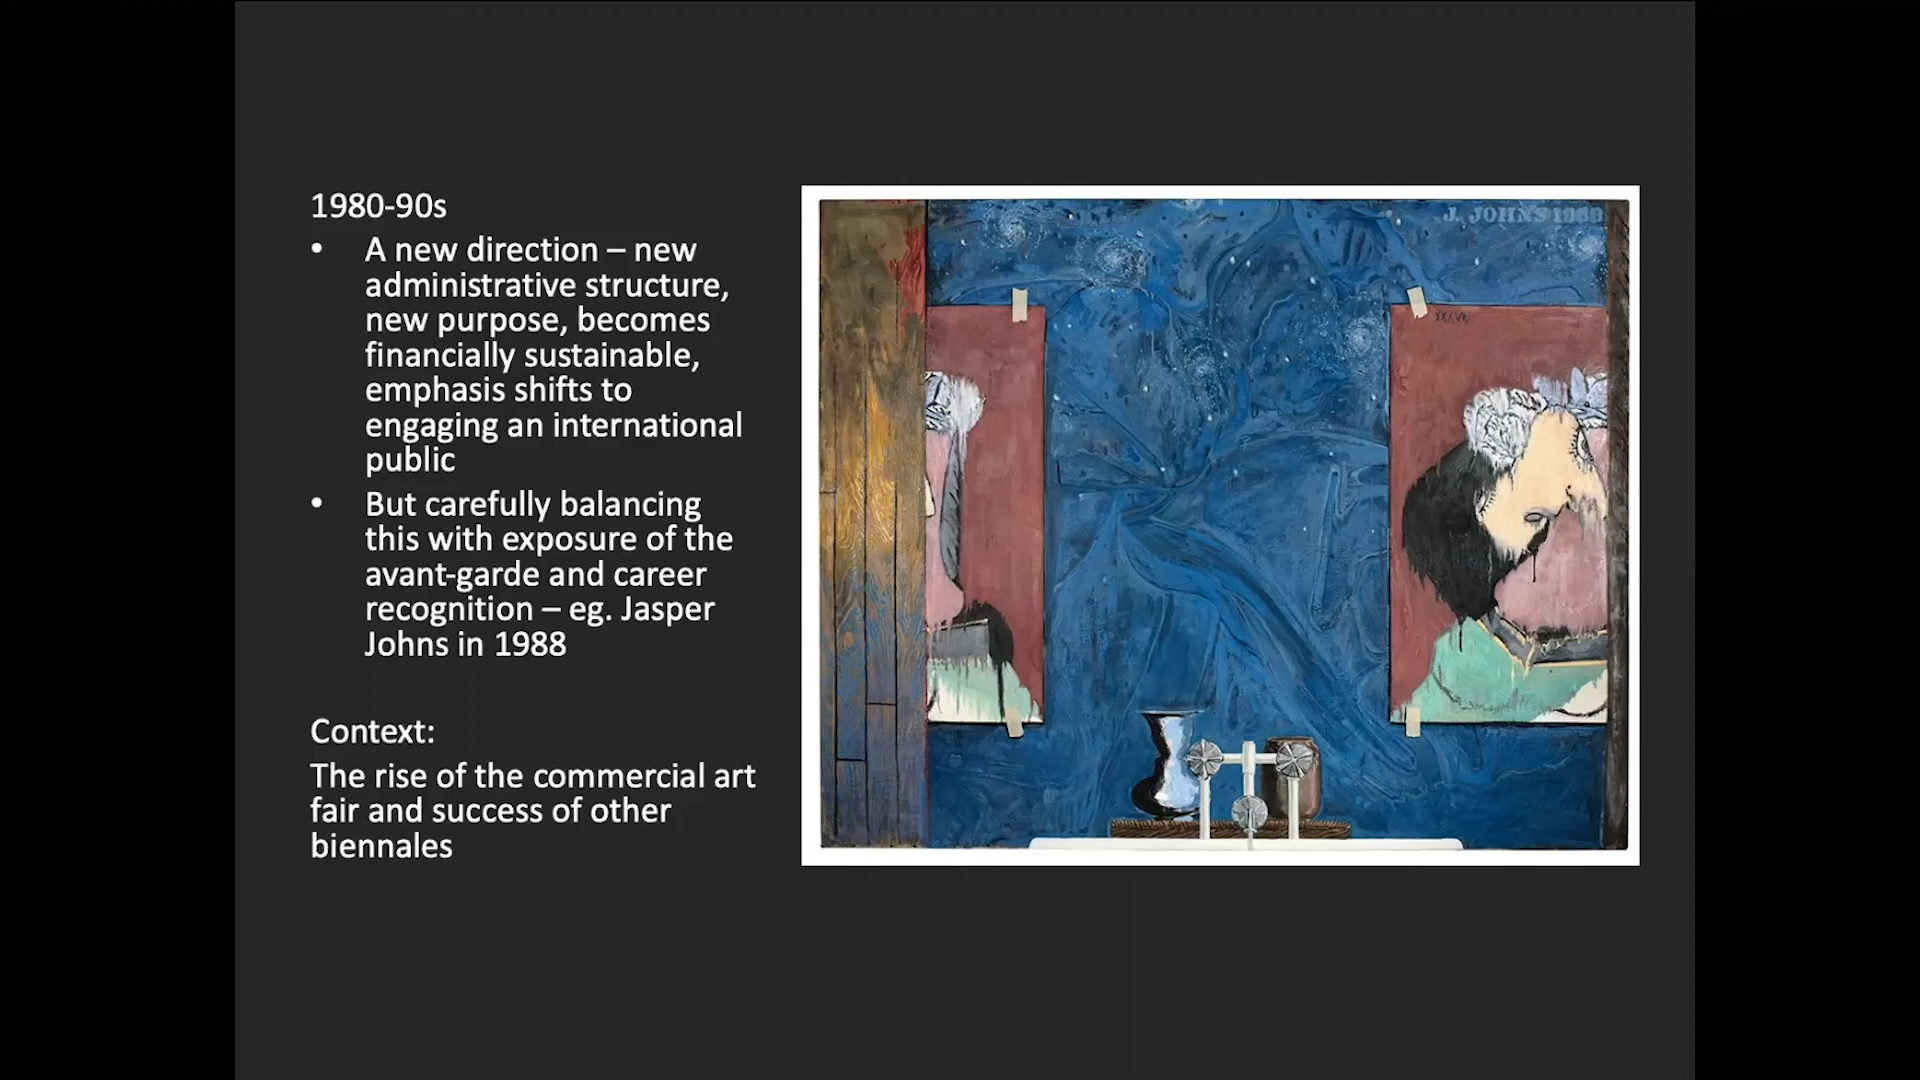 1980-90s
• A new direction – new
administrative structure,
new purpose, becomes
financially sustainable,
emphasis shifts to
engaging an international
public
• But carefully balancing
this with exposure of the
avant-garde and career
recognition – eg. Jasper
Johns in 1988
Context:
The rise of the commercial art
fair and success of other
biennales
J. JOHNS